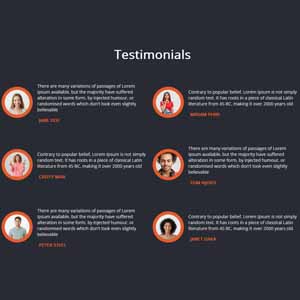 Testimonials
There are many variations of passages of Lorem
Ipsum available, but the majority have suffered
alteration in some form, by injected humour, or
randomised words which don't look even slightly
believable
JANE DOE
Contrary to popular belief, Lorem Ipsum is not simply
random text. It has roots in a piece of classical Latin
literature from 45 BC, making it over 2000 years old
MIRIAM
Contrary to popular belief, Lorem Ipsum is not simply
random text. It has roots in a piece of classical Latin
literature from 45 BC, making it over 2000 years old
There are many variations of passages of Lorem
Ipsum available, but the majority have suffered
alteration in some form, by injected humour, or
randomised words which don't look even slightly
believable
TOM
There are many variations of passages of Lorem
Ipsum available, but the majority have suffered
alteration in some form, by injected humour, or
randomised words which don't look even slightly
believable
PETER
Contrary to popular belief, Lorem Ipsum is not simply
random text. It has roots in a piece of classical Latin
literature from 45 BC, making it over 2000 years old
JANET